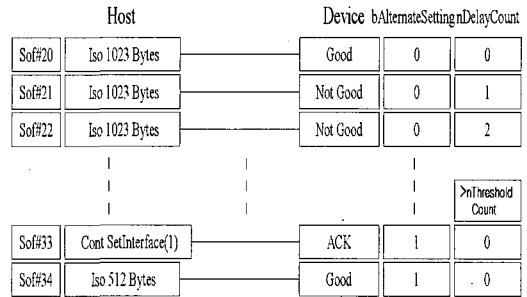 Host Device bAlternateSetting nDelayCount
Sof#20 Iso 1023 Bytes Good 0 0
Sof#21 Iso 1023 Bytes Not Good 0 1
Sof#22 Iso 1023 Bytes Not Good 0 2
>nThreshold
Count
Sof#33 Cont SetInterface(1) ACK 1 0
Sof#34 Iso 512 Bytes Good 1 0